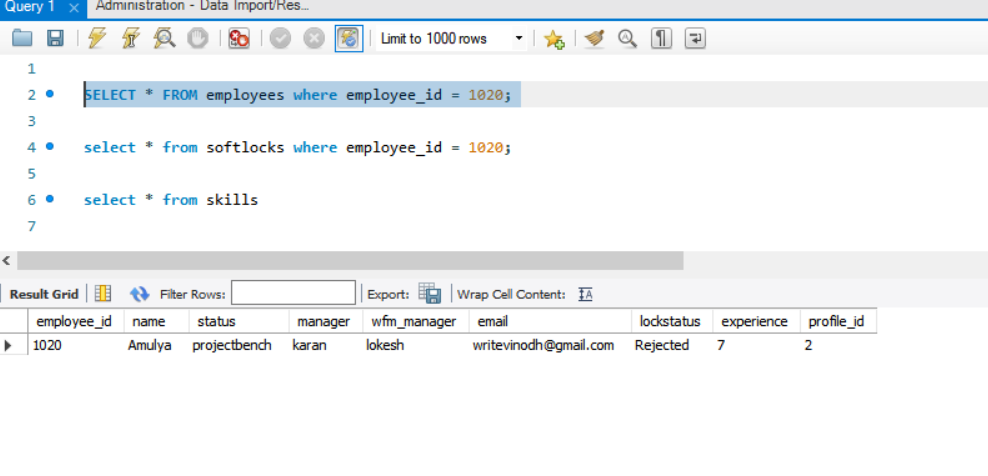 Query 1 × Administration - Data Import/Res...
Limit to 1000 rows
1
2 SELECT * FROM employees where employee_id = 1020;
3
4 select * from softlocks where employee_id = 1020;
5
6 select * from skills
7
Result Grid Filter Rows: Export: Wrap Cell Content: IA
employee_id name status manager wfm_manager email lockstatus experience profile_id
1020 Amulya projectbench karan lokesh writevinodh@gmail.com Rejected 7 2